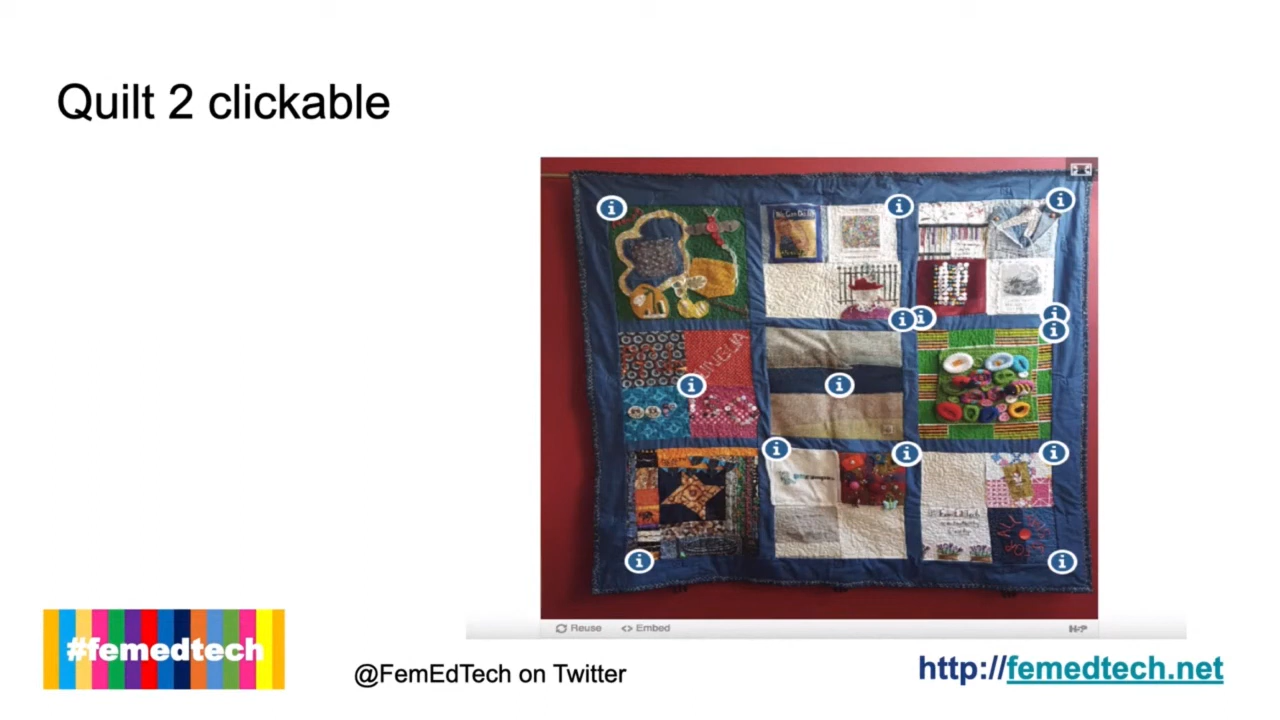 Quilt 2 clickable
Reuse
<> Embed
H-P
#femedtech
@FemEdTech on Twitter
http://femedtech.net